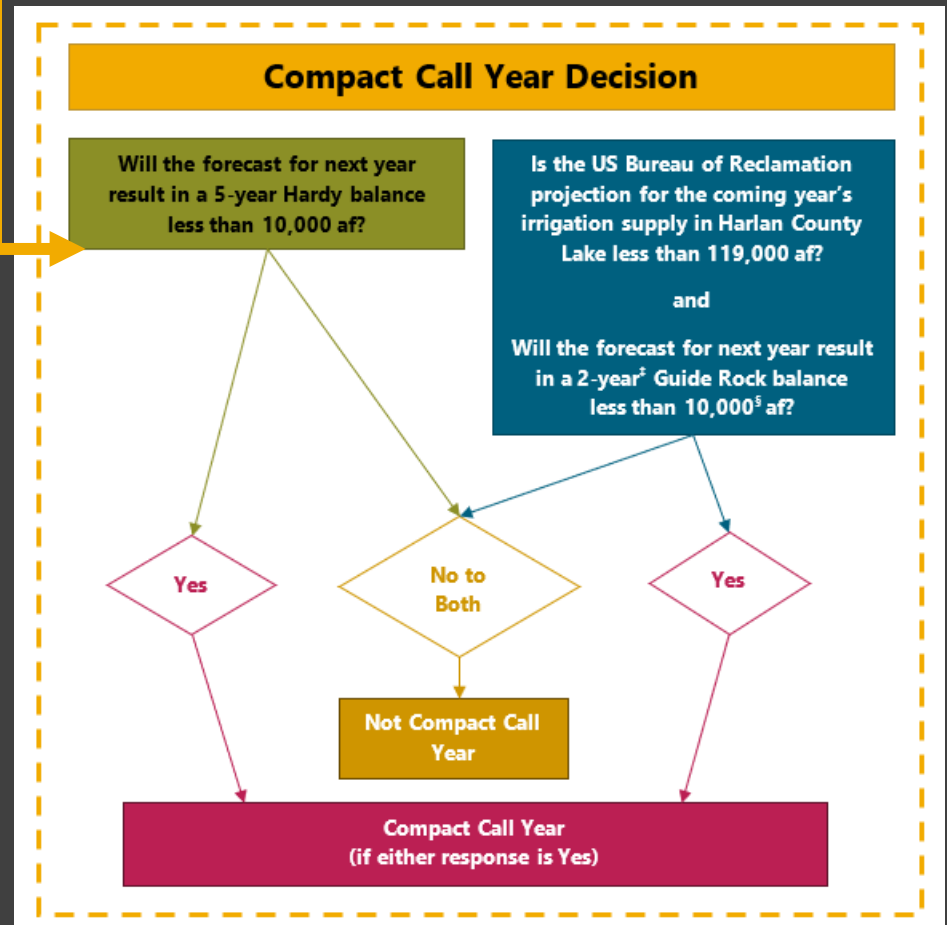 Compact Call Year Decision
Will the forecast for next year
result in a 5-year Hardy balance
less than 10,000 af?
Is the US Bureau of Reclamation
projection for the coming year's
irrigation supply in Harlan County
Lake less than 119,000 af?
and
Will the forecast for next year result
in a 2-year‡ Guide Rock balance
less than 10,000§ af?
Yes
No to
Both
Yes
Not Compact Call
Year
Compact Call Year
(if either response is Yes)